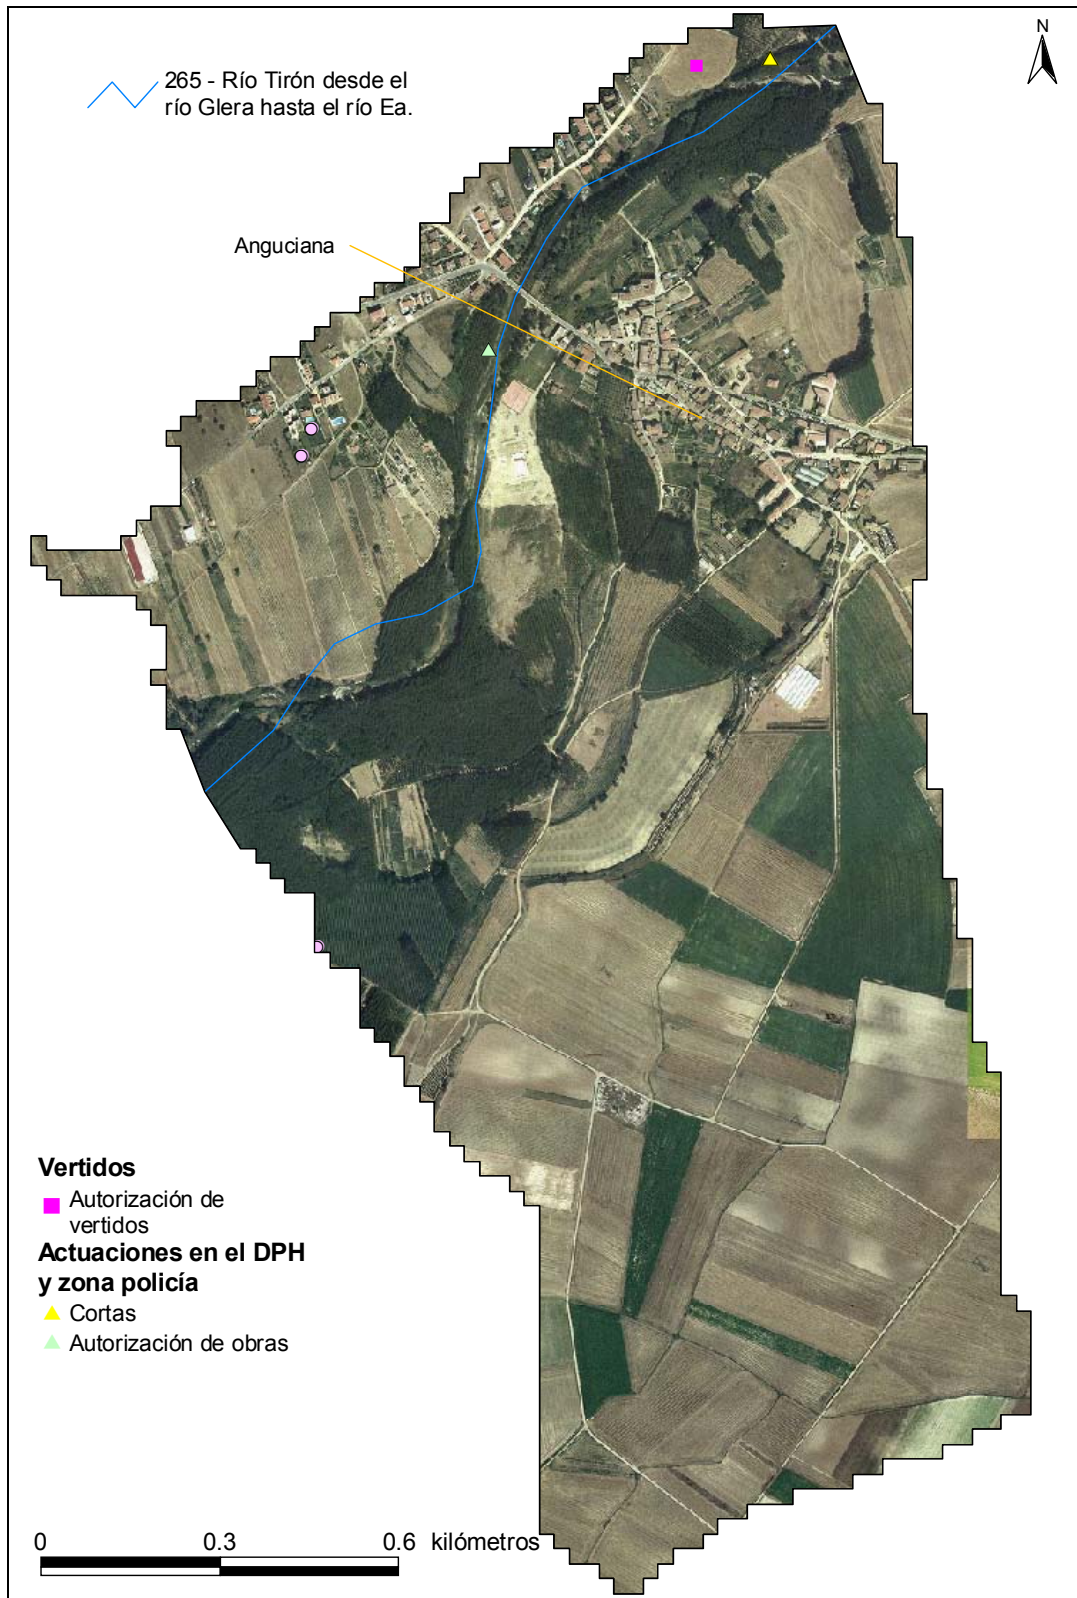 N
265 - Río Tirón desde el
río Glera hasta el río Ea.
Anguciana
Vertidos
Autorización de
vertidos
Actuaciones en el DPH
y zona policía
Cortas
Autorización de obras
0 0.3 0.6 kilómetros